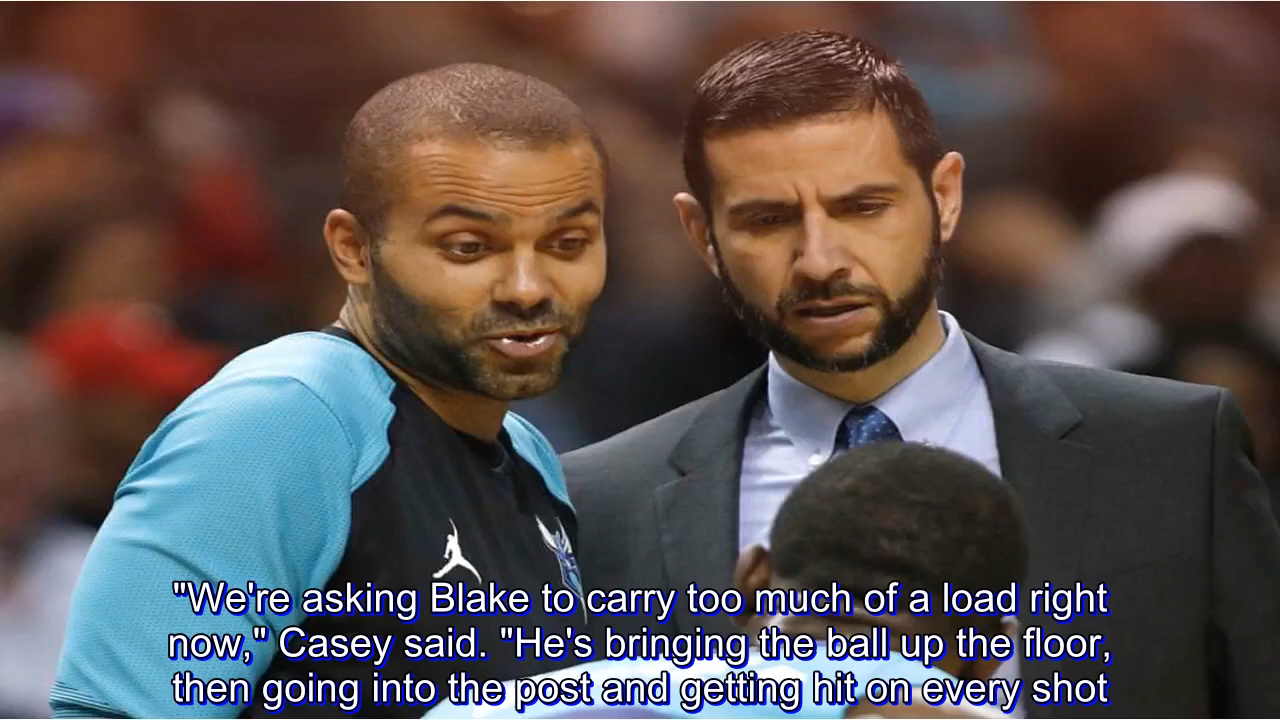 "We're asking Blake to carry too much of a load right
now," Casey said. "He's bringing the ball up the floor,
then going into the post and getting hit on every shot